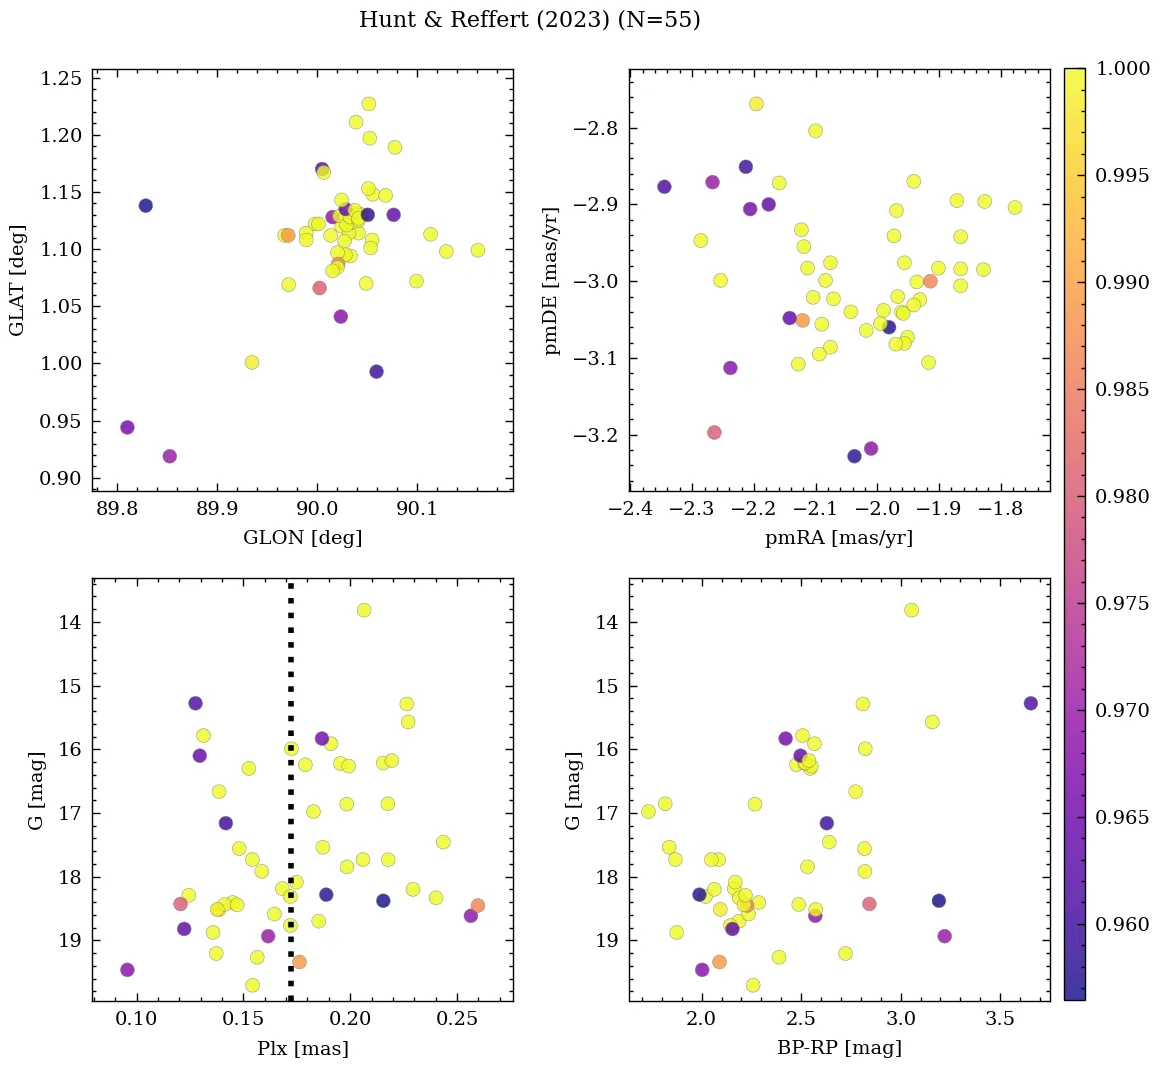 Hunt & Reffert (2023) (N=55)
1.25
1.20
1.15
1.10
1.05
1.00
0.95
0.90
GLAT [deg]
89.8 89.9 90.0 90.1
GLON [deg]
−2.8
−2.9
−3.0
−3.1
−3.2
pmDE [mas/yr]
−2.4 −2.3 −2.2 −2.1 −2.0 −1.9 −1.8
pmRA [mas/yr]
14
15
16
17
18
19
G [mag]
0.10 0.15 0.20 0.25
Plx [mas]
14
15
16
17
18
19
G [mag]
2.0 2.5 3.0 3.5
BP-RP [mag]
1.000
0.995
0.990
0.985
0.980
0.975
0.970
0.965
0.960